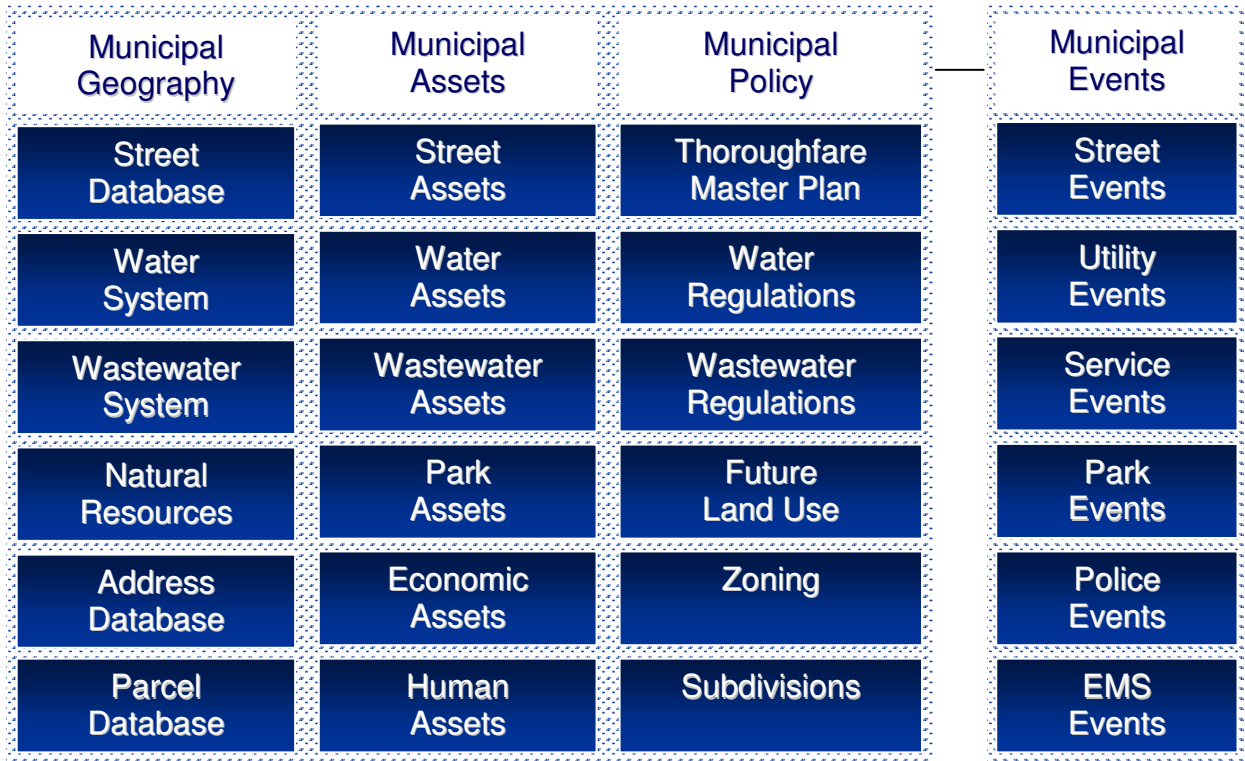 Municipal
Geography
Municipal
Assets
Municipal
Policy
Municipal
Events
Street
Database
Street
Assets
Thoroughfare
Master Plan
Street
Events
Water
System
Water
Assets
Water
Regulations
Utility
Events
Wastewater
System
Wastewater
Assets
Wastewater
Regulations
Service
Events
Natural
Resources
Park
Assets
Future
Land Use
Park
Events
Address
Database
Economic
Assets
Zoning
Police
Events
Parcel
Database
Human
Assets
Subdivisions
EMS
Events